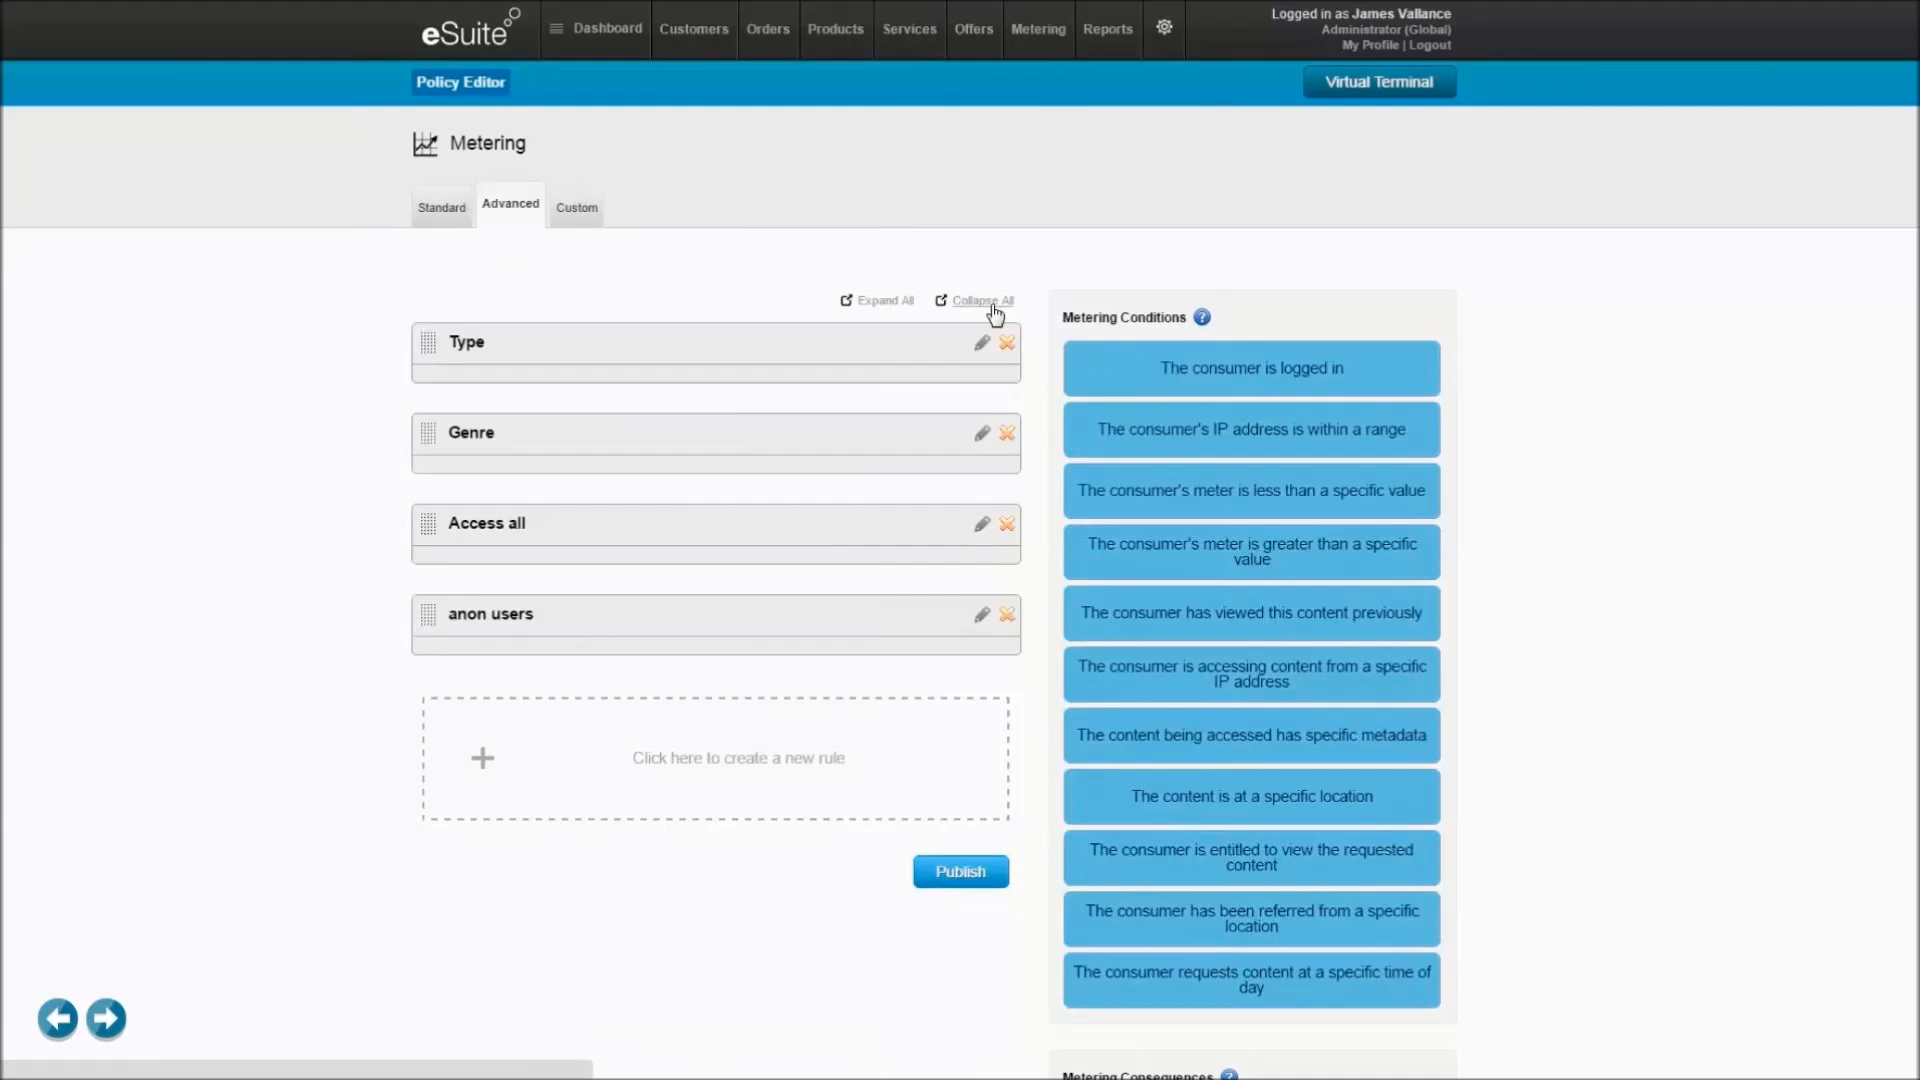 eSuite
Dashboard
Customers
Orders
Products
Services
Offers
Metering
Reports
Logged in as James Vallance
Administrator (Global)
My Profile | Logout
Policy Editor
Virtual Terminal
Metering
Standard
Advanced
Custom
Expand All
Collapse All
Type
Genre
Access all
anon users
Click here to create a new rule
Publish
Metering Conditions
The consumer is logged in
The consumer's IP address is within a range
The consumer's meter is less than a specific value
The consumer's meter is greater than a specific
value
The consumer has viewed this content previously
The consumer is accessing content from a specific
IP address
The content being accessed has specific metadata
The content is at a specific location
The consumer is entitled to view the requested
content
The consumer has been referred from a specific
location
The consumer requests content at a specific time of
day
Metering Consequences